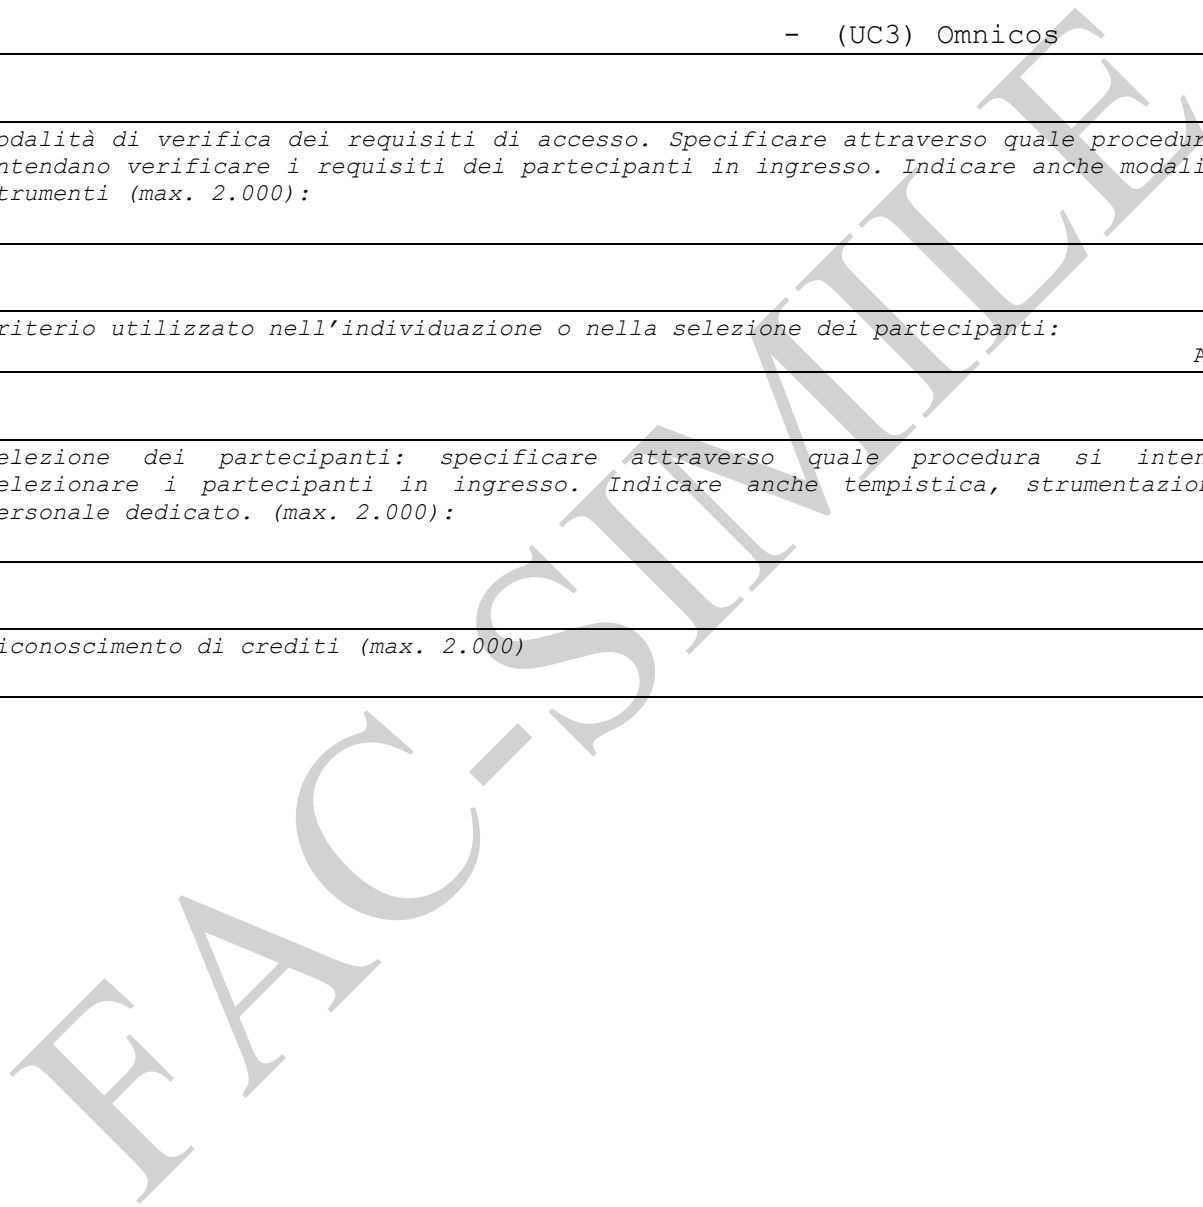 - (UC3) Omnicos
odalità di verifica dei requisiti di accesso. Specificare attraverso quale procedur
ntendano verificare i requisiti dei partecipanti in ingresso. Indicare anche modali
trumenti (max. 2.000):
riterio utilizzato nell'individuazione o nella selezione dei partecipanti:
A
elezione dei partecipanti: specificare attraverso quale procedura si inten
elezionare i partecipanti in ingresso. Indicare anche tempistica, strumentazion
ersonale dedicato. (max. 2.000):
iconoscimento di crediti (max. 2.000)
FAC-SIMILE